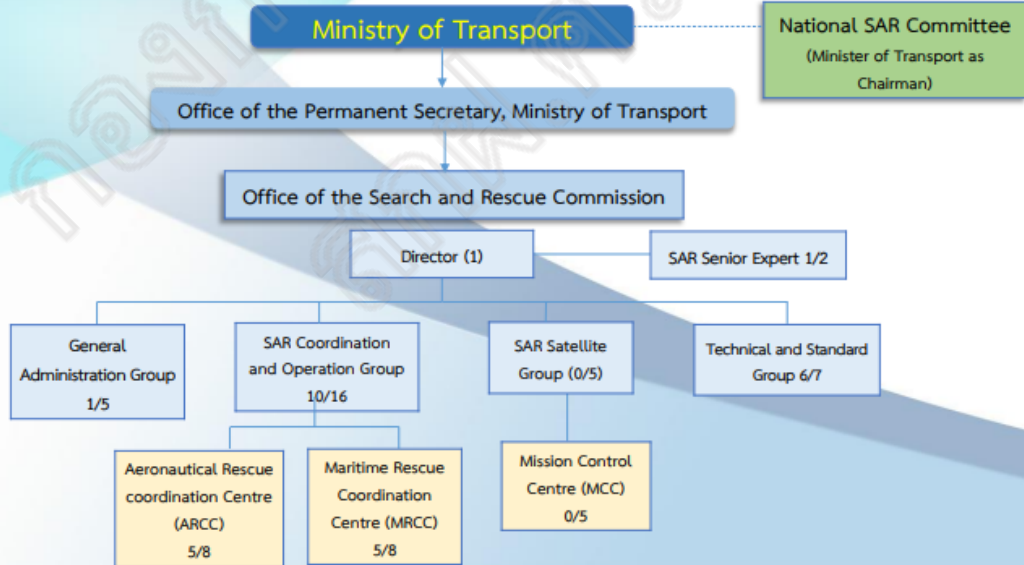 Ministry of Transport
National SAR Committee
(Minister of Transport as
Chairman)
Office of the Permanent Secretary, Ministry of Transport
Office of the Search and Rescue Commission
Director (1)
SAR Senior Expert 1/2
General
Administration Group
1/5
SAR Coordination
and Operation Group
10/16
SAR Satellite
Group (0/5)
Technical and Standard
Group 6/7
Aeronautical Rescue
coordination Centre
(ARCC)
5/8
Maritime Rescue
Coordination
Centre (MRCC)
5/8
Mission Control
Centre (MCC)
0/5